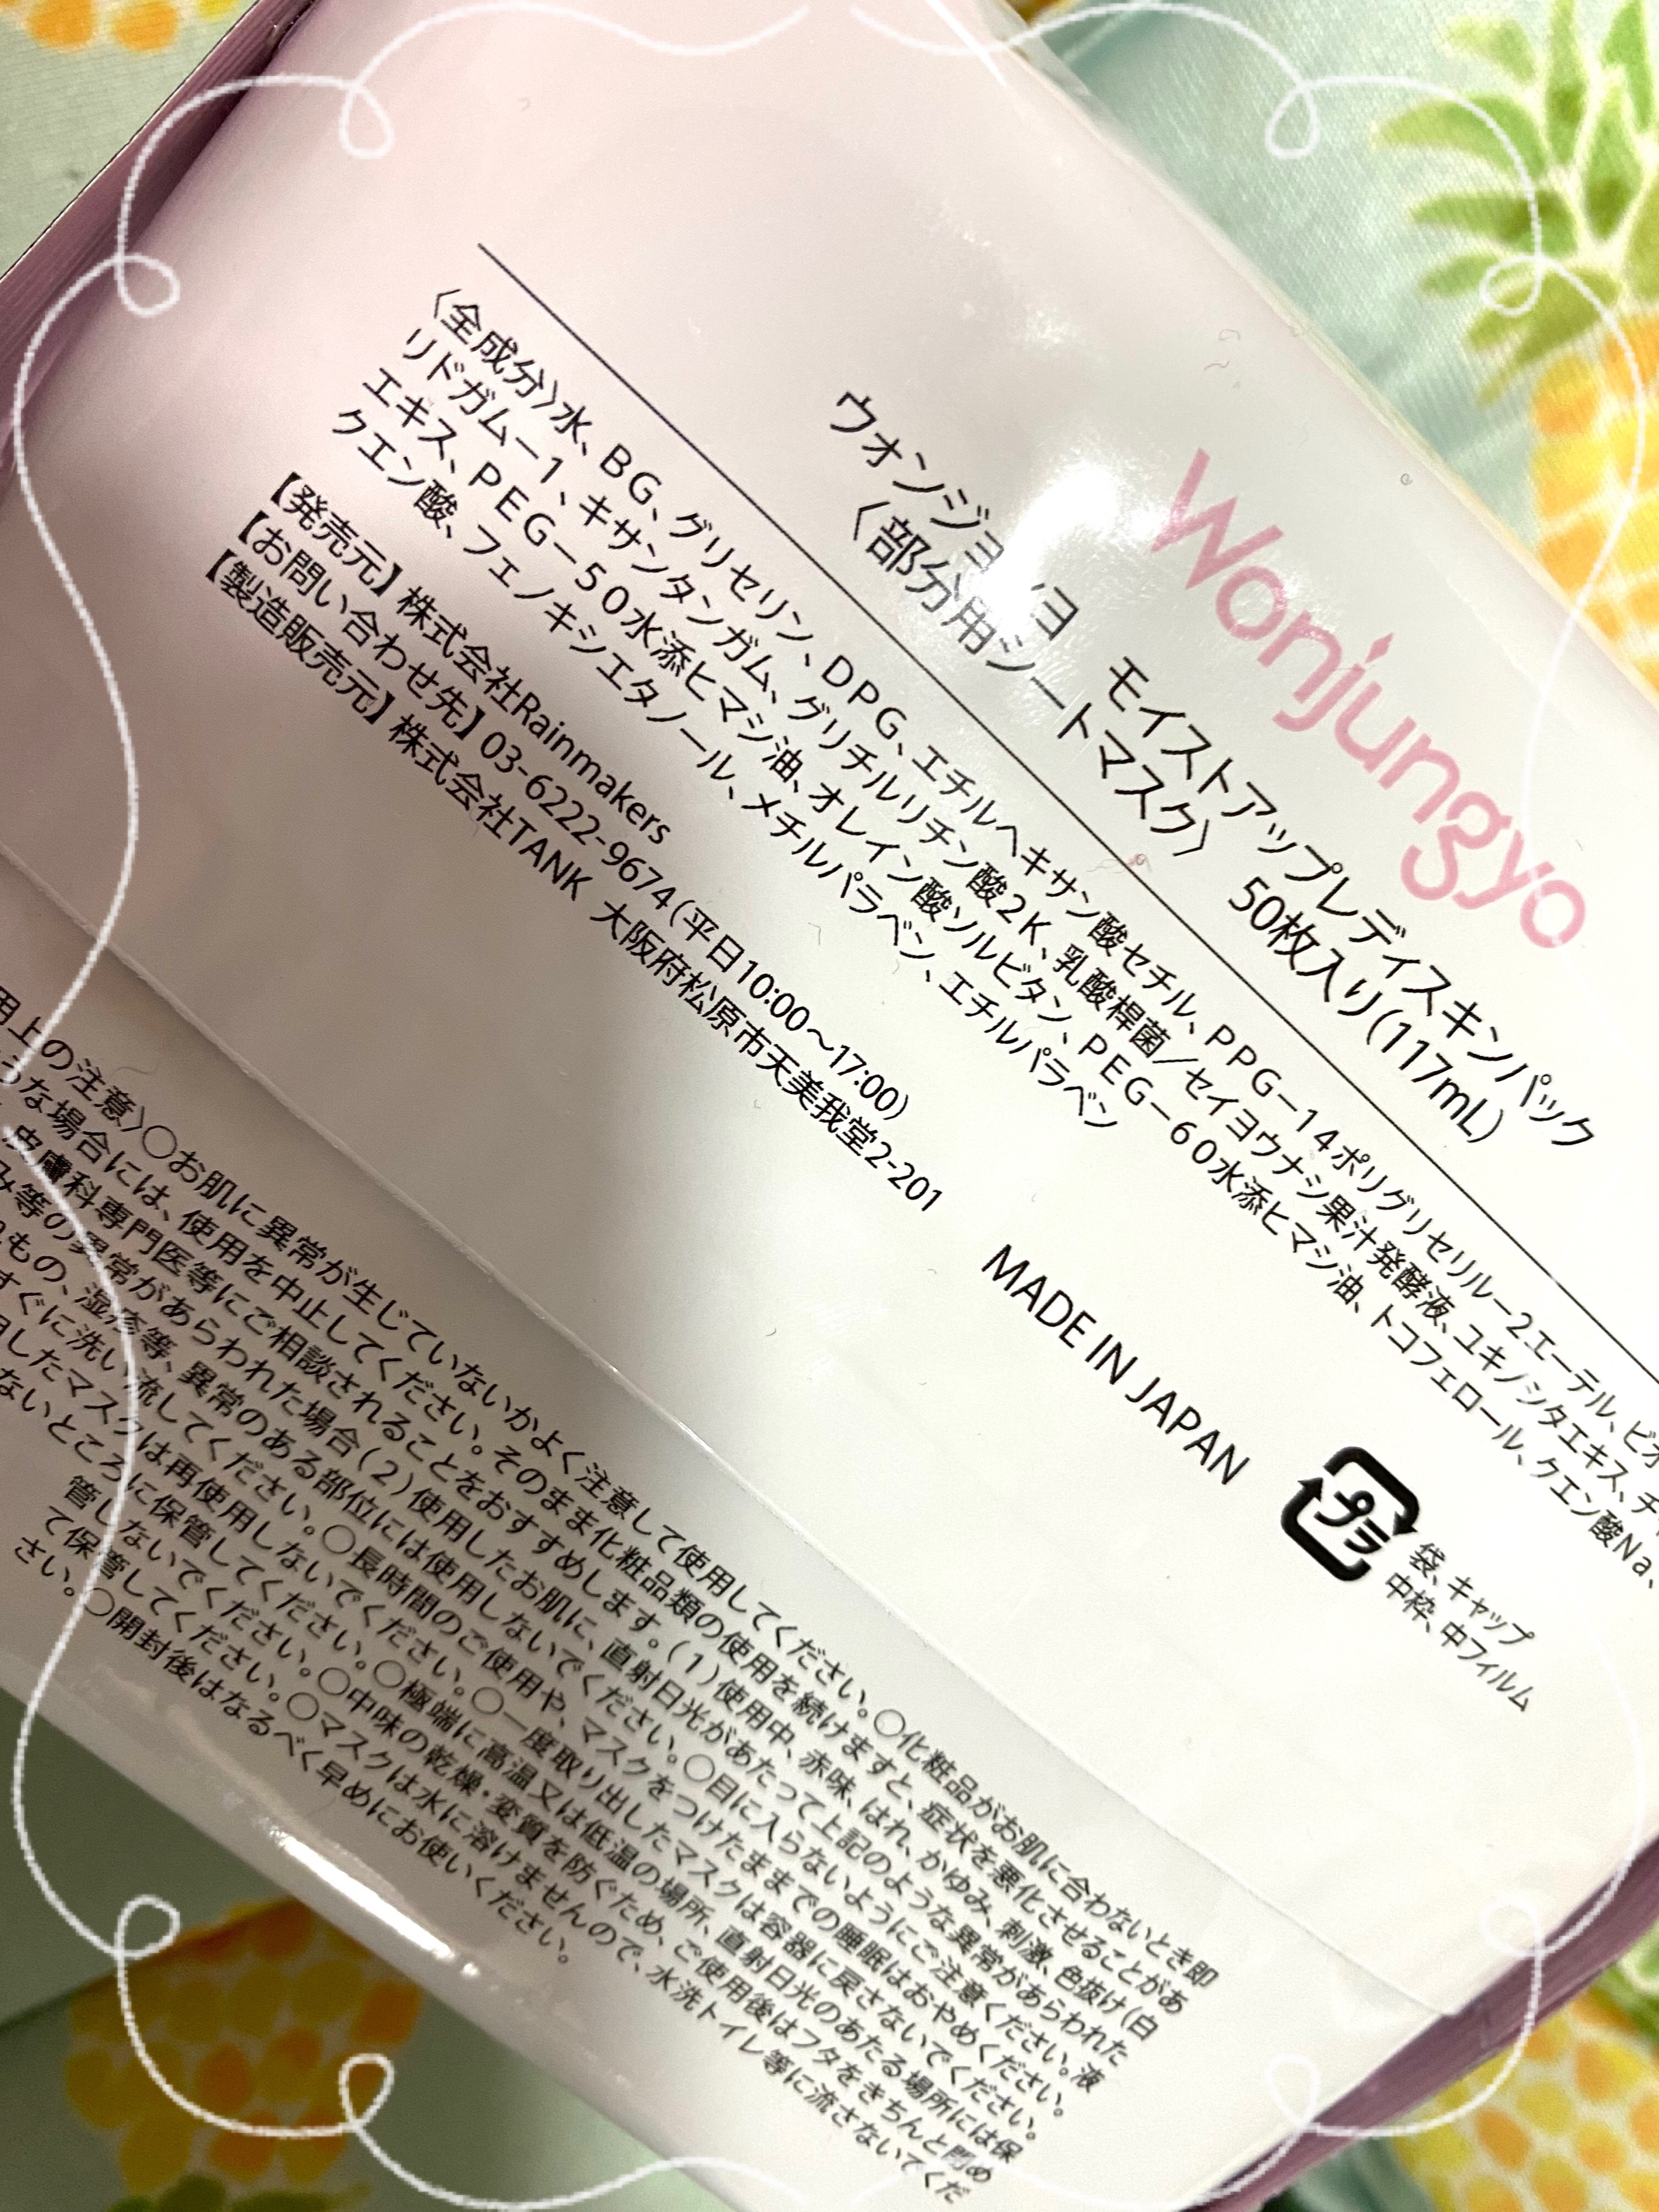 Wonjungyo
ウォンジョンヨ モイストアップレディスキンパック
〈部分用シートマスク〉 50枚入り(117mL)
〈全成分〉水、BG、グリセリン、DPG、エチルヘキサン酸セチル、PPG－14ポリグリセリル－2エーテル、ビオ
リドガム－1、キサンタンガム、グリチルリチン酸2K、乳酸桿菌／セイヨウナシ果汁発酵液、ユキノシタエキス、チ
エキス、PEG－50水添ヒマシ油、オレイン酸ソルビタン、PEG－60水添ヒマシ油、トコフェロール、クエン酸Na、
クエン酸、フェノキシエタノール、メチルパラベン、エチルパラベン
【発売元】株式会社Rainmakers
【お問い合わせ先】03-6222-9674(平日10:00～17:00)
【製造販売元】株式会社TANK 大阪府松原市天美我堂2-201
MADE IN JAPAN
プラ
袋、キャップ
中枠、中フィルム
用上の注意〉○お肌に異常が生じていないかよく注意して使用してください。○化粧品がお肌に合わないとき即
うな場合には、使用を中止してください。そのまま化粧品類の使用を続けますと、症状を悪化させることがあ
皮膚科専門医等にご相談されることをおすすめします。(1)使用中、赤味、はれ、かゆみ、刺激、色抜け(白
み等の異常があらわれた場合(2)使用したお肌に、直射日光があたって上記のような異常があらわれた
もの、湿疹等、異常のある部位には使用しないでください。○目に入らないようにご注意ください。液
すぐに洗い流してください。○長時間のご使用や、マスクをつけたままでの睡眠はおやめください。
したマスクは再使用しないでください。○一度取り出したマスクは容器に戻さないでください。
ないところに保管してください。○極端に高温又は低温の場所、直射日光のあたる場所には保
管しないでください。○中味の乾燥・変質を防ぐため、ご使用後はフタをきちんと閉め
て保管してください。○マスクは水に溶けませんので、水洗トイレ等に流さないでくだ
さい。○開封後はなるべく早めにお使いください。